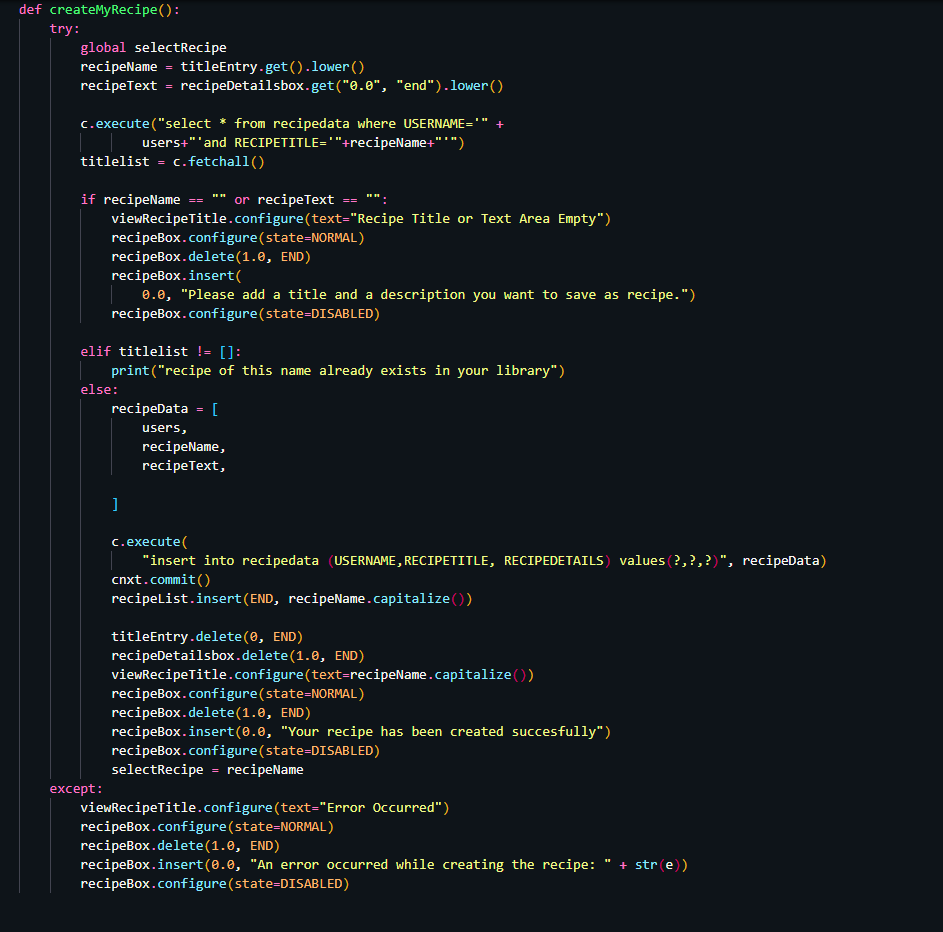 def createMyRecipe():
    try:
        global selectRecipe
        recipeName = titleEntry.get().lower()
        recipeText = recipeDetailsbox.get("0.0", "end").lower()

        c.execute("select * from recipedata where USERNAME='" +
                users+"'and RECIPETITLE='"+recipeName+"'")
        titlelist = c.fetchall()

        if recipeName == "" or recipeText == "":
            viewRecipeTitle.configure(text="Recipe Title or Text Area Empty")
            recipeBox.configure(state=NORMAL)
            recipeBox.delete(1.0, END)
            recipeBox.insert(
                0.0, "Please add a title and a description you want to save as recipe.")
            recipeBox.configure(state=DISABLED)

        elif titlelist != []:
            print("recipe of this name already exists in your library")
        else:
            recipeData = [
                users,
                recipeName,
                recipeText,

            ]

            c.execute(
                "insert into recipedata (USERNAME,RECIPETITLE, RECIPEDETAILS) values(?,?,?)", recipeData)
            cnxt.commit()
            recipeList.insert(END, recipeName.capitalize())

            titleEntry.delete(0, END)
            recipeDetailsbox.delete(1.0, END)
            viewRecipeTitle.configure(text=recipeName.capitalize())
            recipeBox.configure(state=NORMAL)
            recipeBox.delete(1.0, END)
            recipeBox.insert(0.0, "Your recipe has been created succesfully")
            recipeBox.configure(state=DISABLED)
            selectRecipe = recipeName
    except:
        viewRecipeTitle.configure(text="Error Occurred")
        recipeBox.configure(state=NORMAL)
        recipeBox.delete(1.0, END)
        recipeBox.insert(0.0, "An error occurred while creating the recipe: " + str(e))
        recipeBox.configure(state=DISABLED)